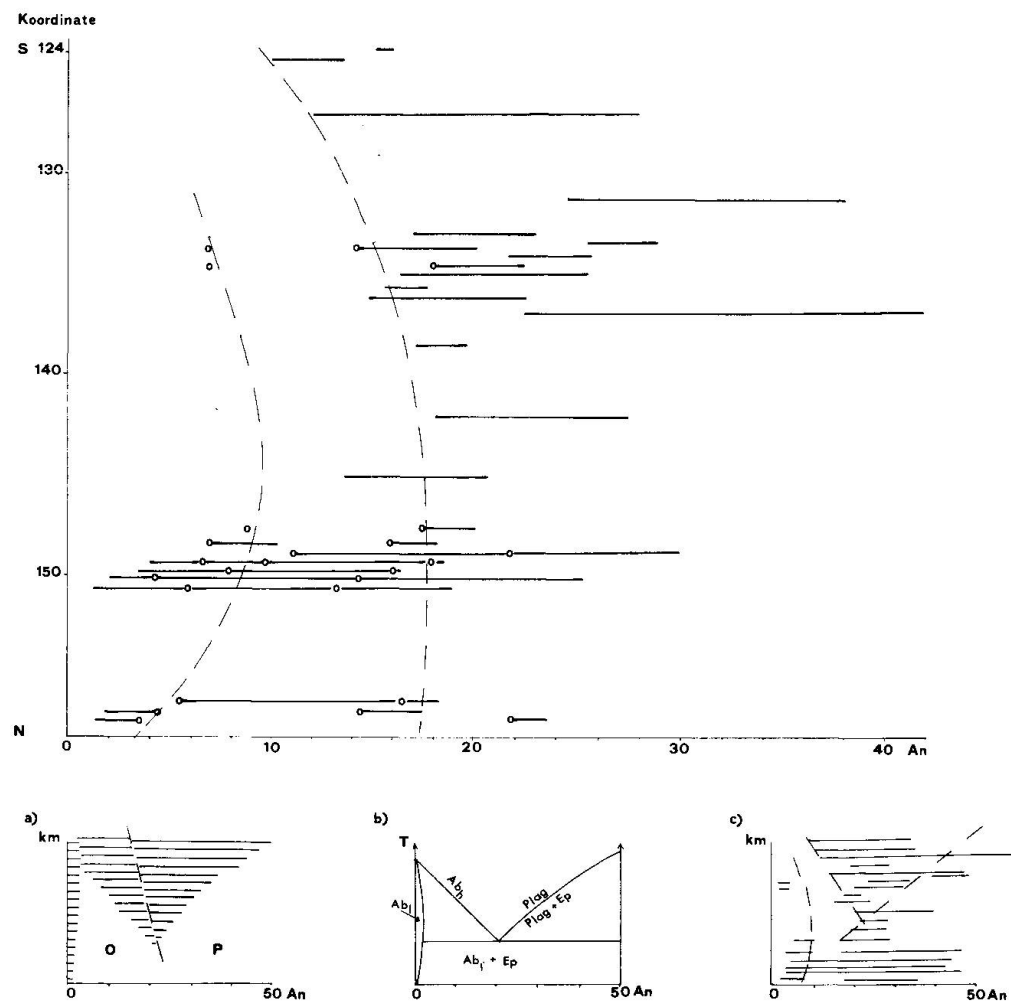 Koordinate
S 124
130
140
150
N
0 10 20 30 40 An
a) b) c)
km T km
Ab_h
Plag
Plag + Ep
Ab_l
O P
Ab_l + Ep
0 50 An 0 50 An 0 50 An